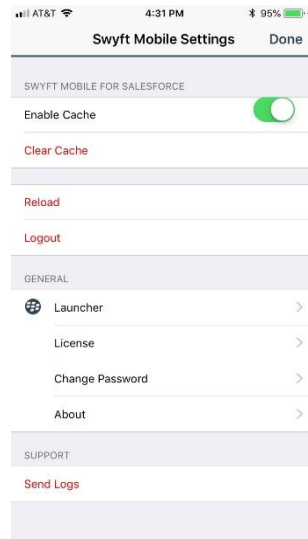 AT&T 4:31 PM 95%
Swyft Mobile Settings Done
SWYFT MOBILE FOR SALESFORCE
Enable Cache
Clear Cache
Reload
Logout
GENERAL
Launcher
License
Change Password
About
SUPPORT
Send Logs